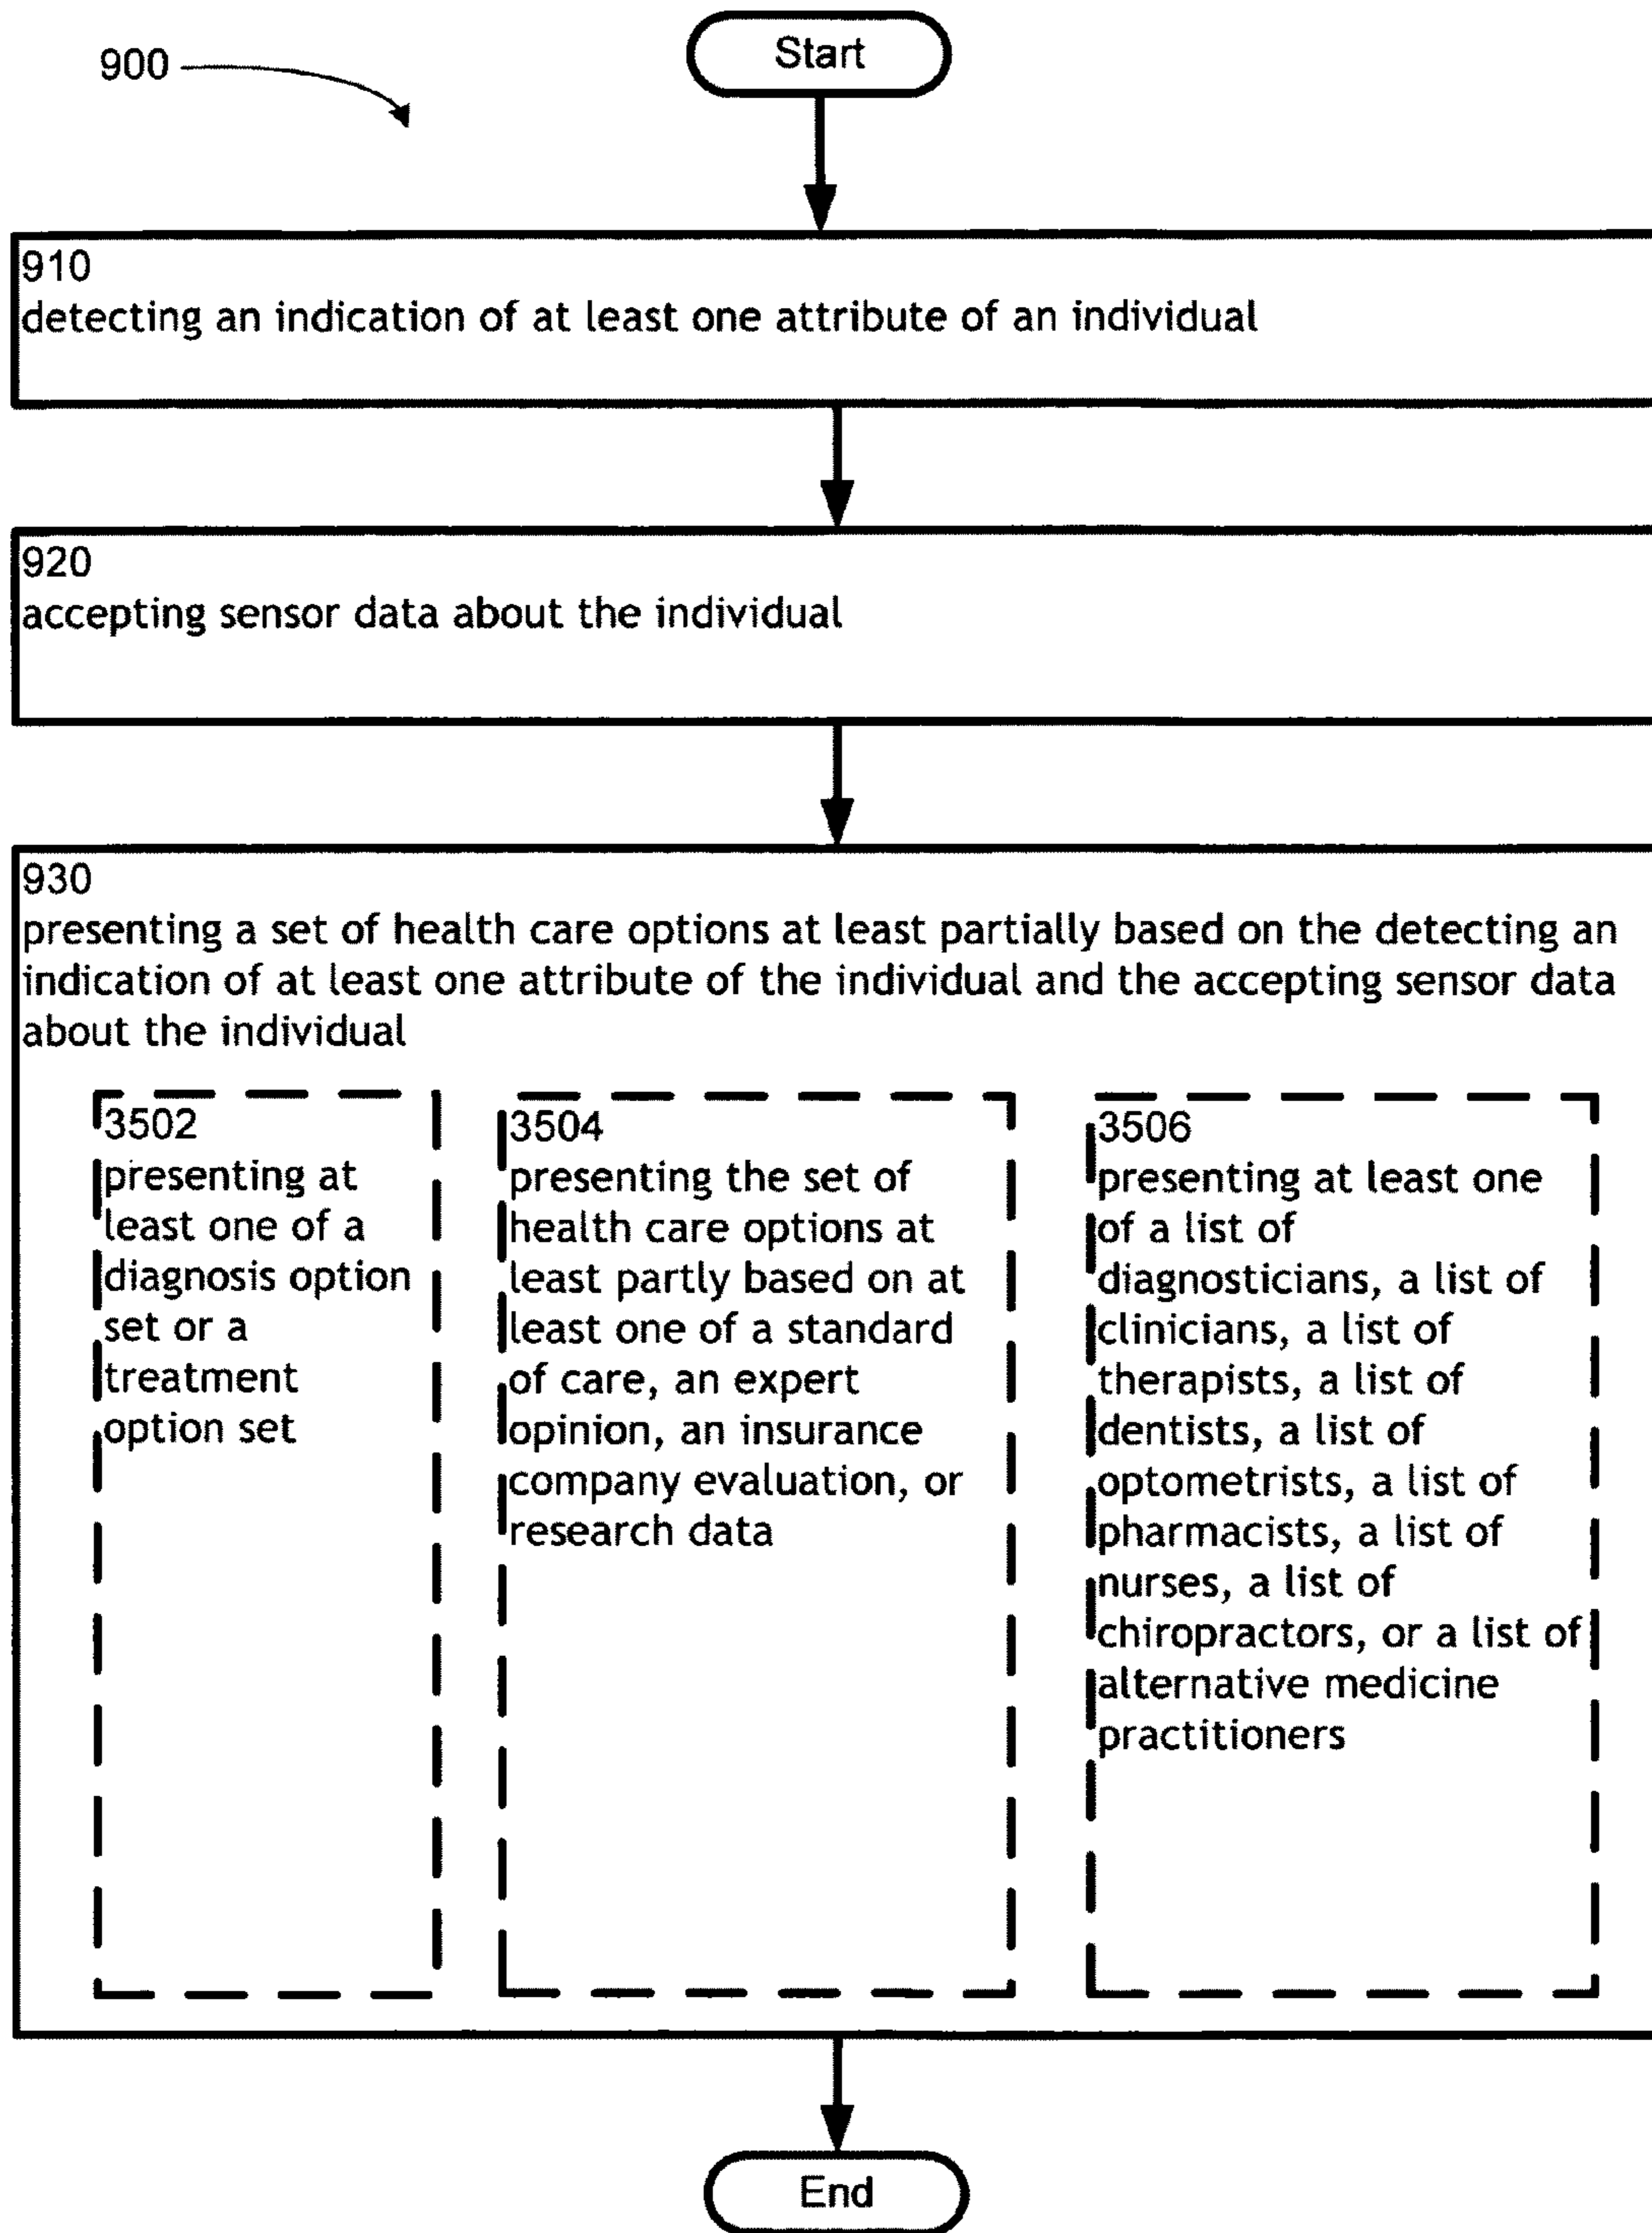 900
Start
910
detecting an indication of at least one attribute of an individual
920
accepting sensor data about the individual
930
presenting a set of health care options at least partially based on the detecting an
indication of at least one attribute of the individual and the accepting sensor data
about the individual
3502
presenting at
least one of a
diagnosis option
set or a
treatment
option set
3504
presenting the set of
health care options at
least partly based on at
least one of a standard
of care, an expert
opinion, an insurance
company evaluation, or
research data
3506
presenting at least one
of a list of
diagnosticians, a list of
clinicians, a list of
therapists, a list of
dentists, a list of
optometrists, a list of
pharmacists, a list of
nurses, a list of
chiropractors, or a list of
alternative medicine
practitioners
End